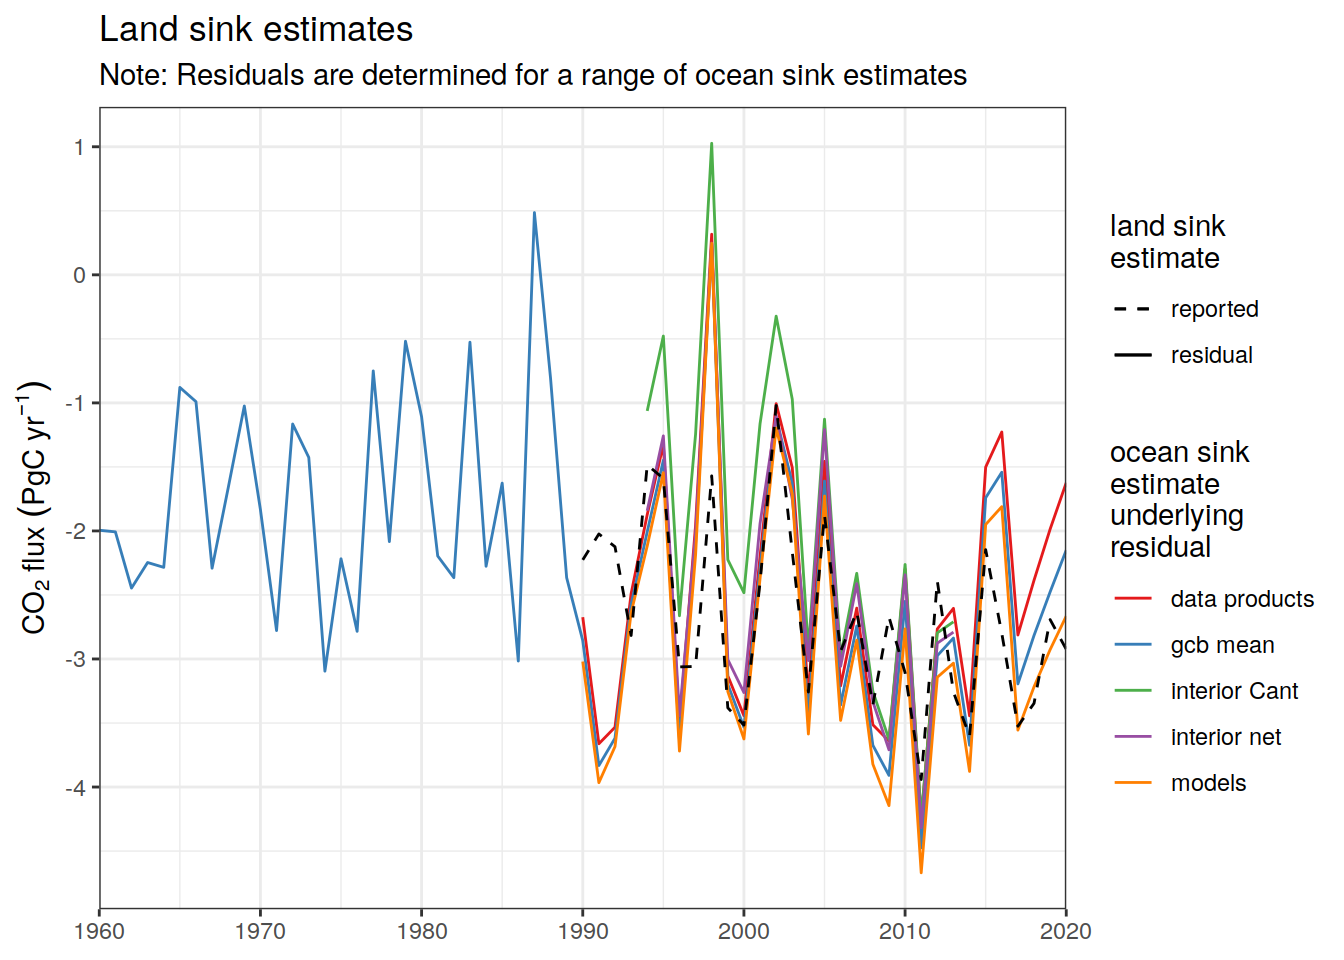 Land sink estimates
Note: Residuals are determined for a range of ocean sink estimates
CO₂ flux (PgC yr⁻¹)
1
0
-1
-2
-3
-4
1960
1970
1980
1990
2000
2010
2020
land sink
estimate
reported
residual
ocean sink
estimate
underlying
residual
data products
gcb mean
interior Cant
interior net
models